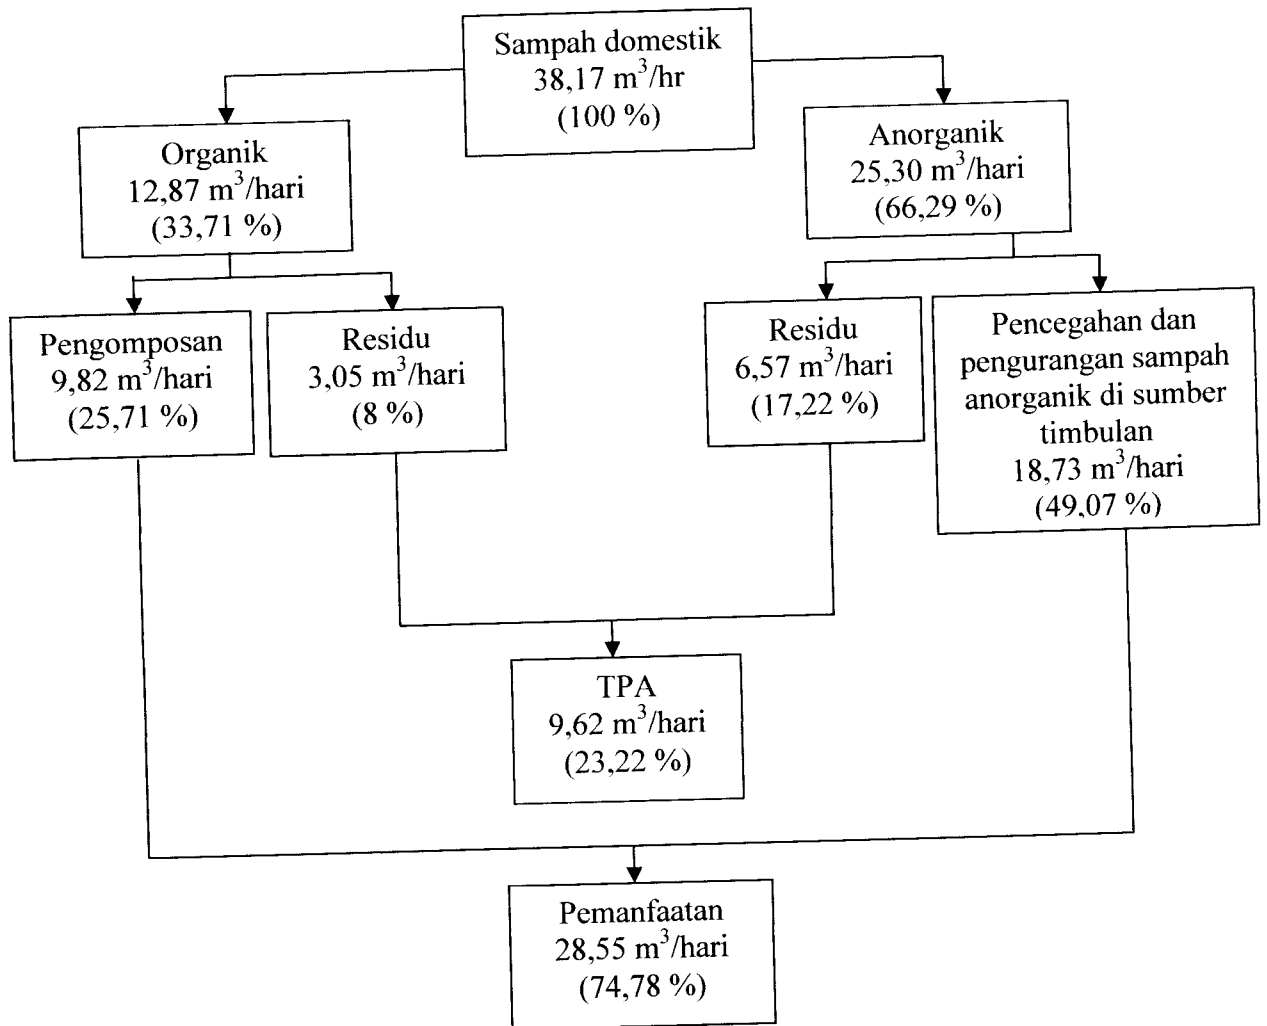 Sampah domestik
38,17 m³/hr
(100 %)
Organik
12,87 m³/hari
(33,71 %)
Anorganik
25,30 m³/hari
(66,29 %)
Pengomposan
9,82 m³/hari
(25,71 %)
Residu
3,05 m³/hari
(8 %)
Residu
6,57 m³/hari
(17,22 %)
Pencegahan dan
pengurangan sampah
anorganik di sumber
timbulan
18,73 m³/hari
(49,07 %)
TPA
9,62 m³/hari
(23,22 %)
Pemanfaatan
28,55 m³/hari
(74,78 %)